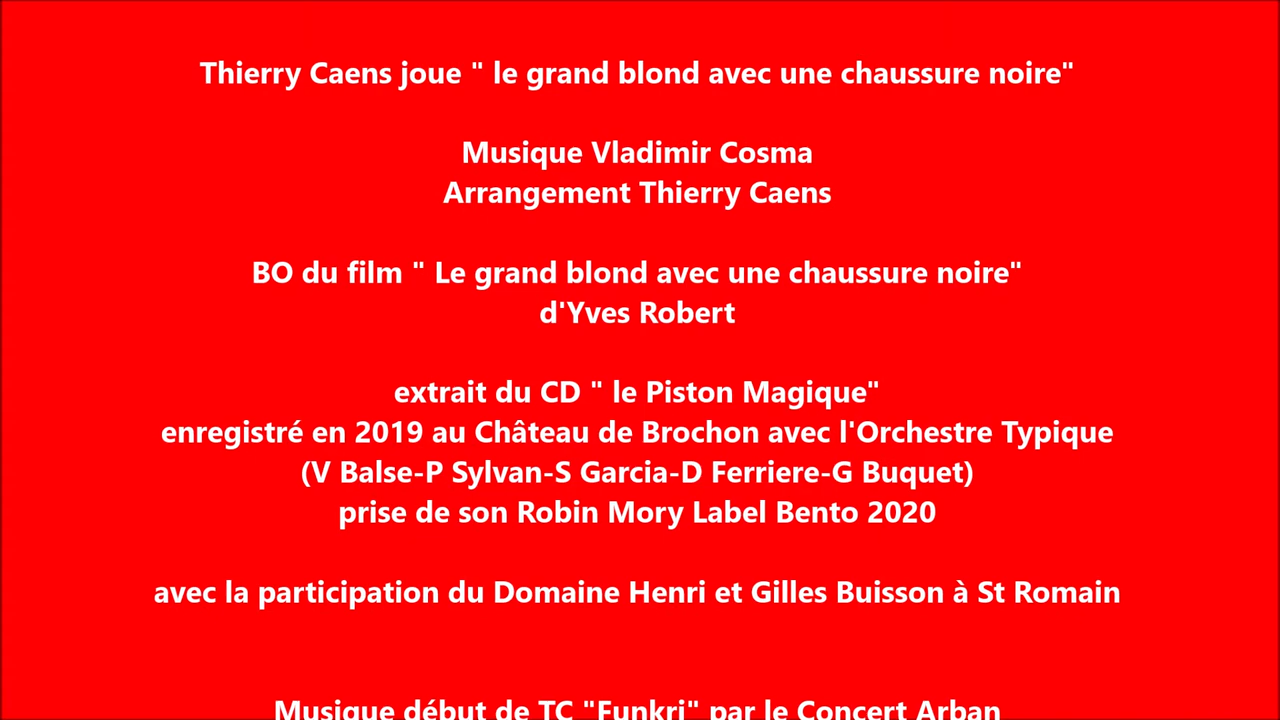 Thierry Caens joue " le grand blond avec une chaussure noire"
Musique Vladimir Cosma
Arrangement Thierry Caens
BO du film " Le grand blond avec une chaussure noire"
d'Yves Robert
extrait du CD " le Piston Magique"
enregistré en 2019 au Château de Brochon avec l'Orchestre Typique
(V Balse-P Sylvan-S Garcia-D Ferriere-G Buquet)
prise de son Robin Mory Label Bento 2020
avec la participation du Domaine Henri et Gilles Buisson à St Romain
Musique début de TC "Funkri" par le Concert Arban